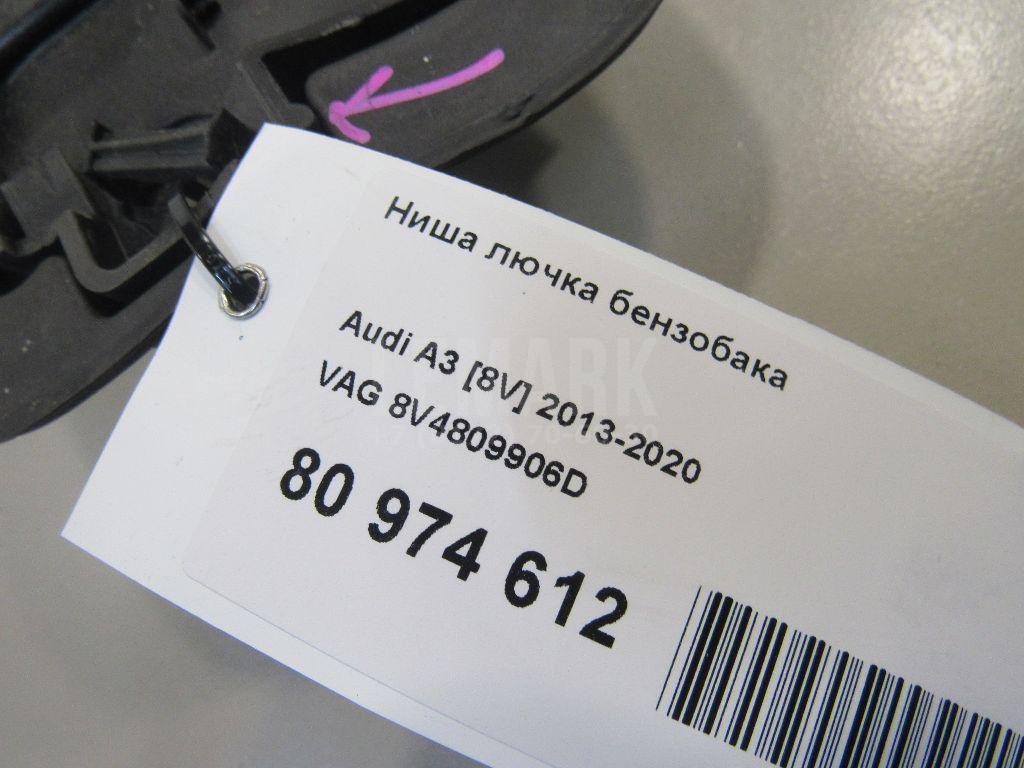 Ниша лючка бензобака
Audi A3 [8V] 2013-2020
VAG 8V4809906D
80 974 612